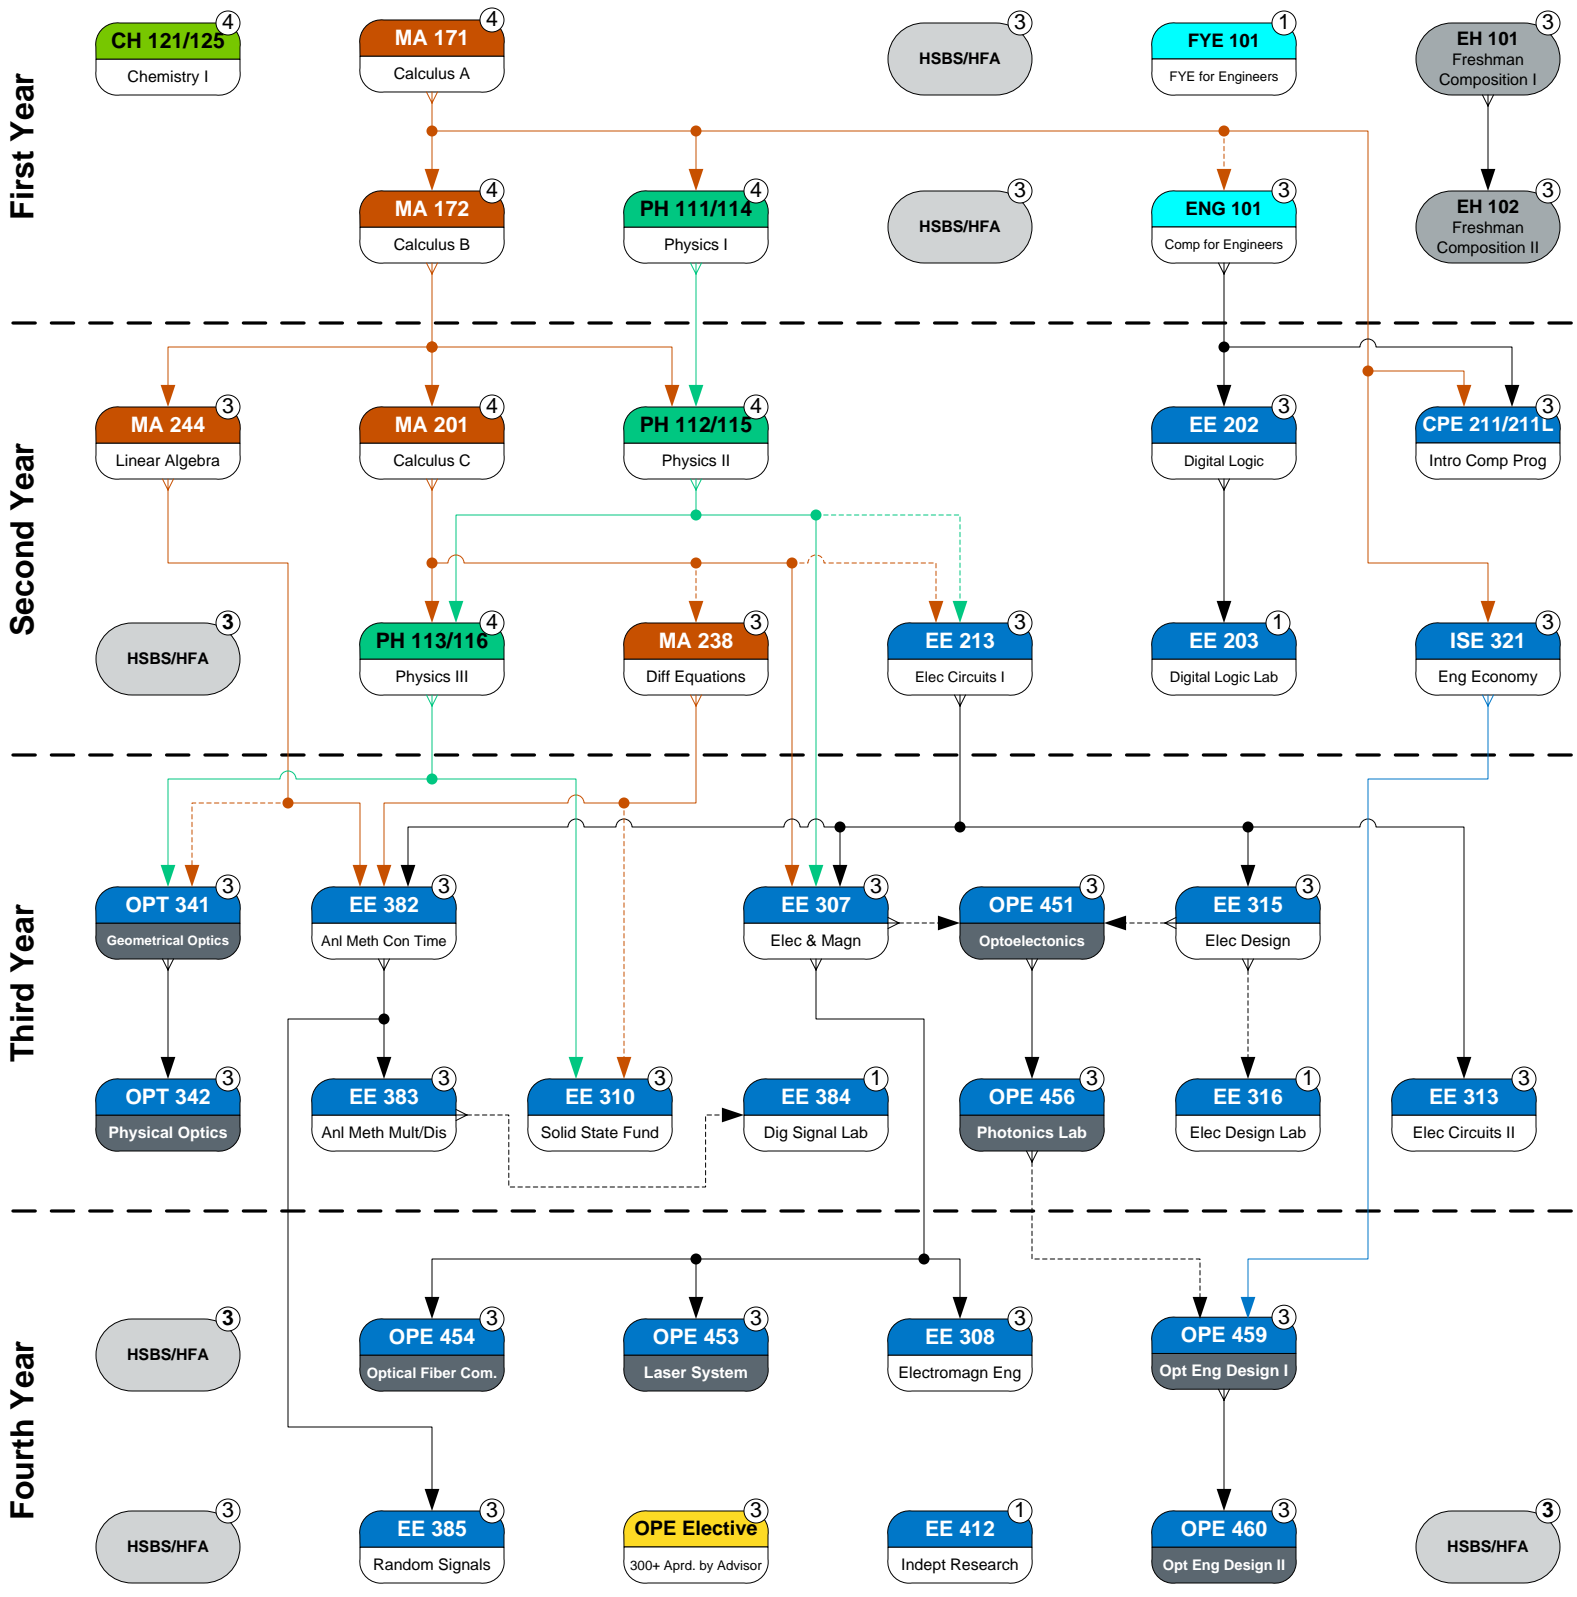 First Year
CH 121/125
4
Chemistry I
MA 171
4
Calculus A
HSBS/HFA
3
FYE 101
1
FYE for Engineers
EH 101
3
Freshman
Composition I
MA 172
4
Calculus B
PH 111/114
4
Physics I
HSBS/HFA
3
ENG 101
3
Comp for Engineers
EH 102
3
Freshman
Composition II
Second Year
MA 244
3
Linear Algebra
MA 201
4
Calculus C
PH 112/115
4
Physics II
EE 202
3
Digital Logic
CPE 211/211L
3
Intro Comp Prog
HSBS/HFA
3
PH 113/116
4
Physics III
MA 238
3
Diff Equations
EE 213
3
Elec Circuits I
EE 203
1
Digital Logic Lab
ISE 321
3
Eng Economy
Third Year
OPT 341
3
Geometrical Optics
EE 382
3
Anl Meth Con Time
EE 307
3
Elec & Magn
OPE 451
3
Optoelectonics
EE 315
3
Elec Design
OPT 342
3
Physical Optics
EE 383
3
Anl Meth Mult/Dis
EE 310
3
Solid State Fund
EE 384
1
Dig Signal Lab
OPE 456
3
Photonics Lab
EE 316
1
Elec Design Lab
EE 313
3
Elec Circuits II
Fourth Year
HSBS/HFA
3
OPE 454
3
Optical Fiber Com.
OPE 453
3
Laser System
EE 308
3
Electromagn Eng
OPE 459
3
Opt Eng Design I
HSBS/HFA
3
EE 385
3
Random Signals
OPE Elective
3
300+ Aprd. by Advisor
EE 412
1
Indept Research
OPE 460
3
Opt Eng Design II
HSBS/HFA
3